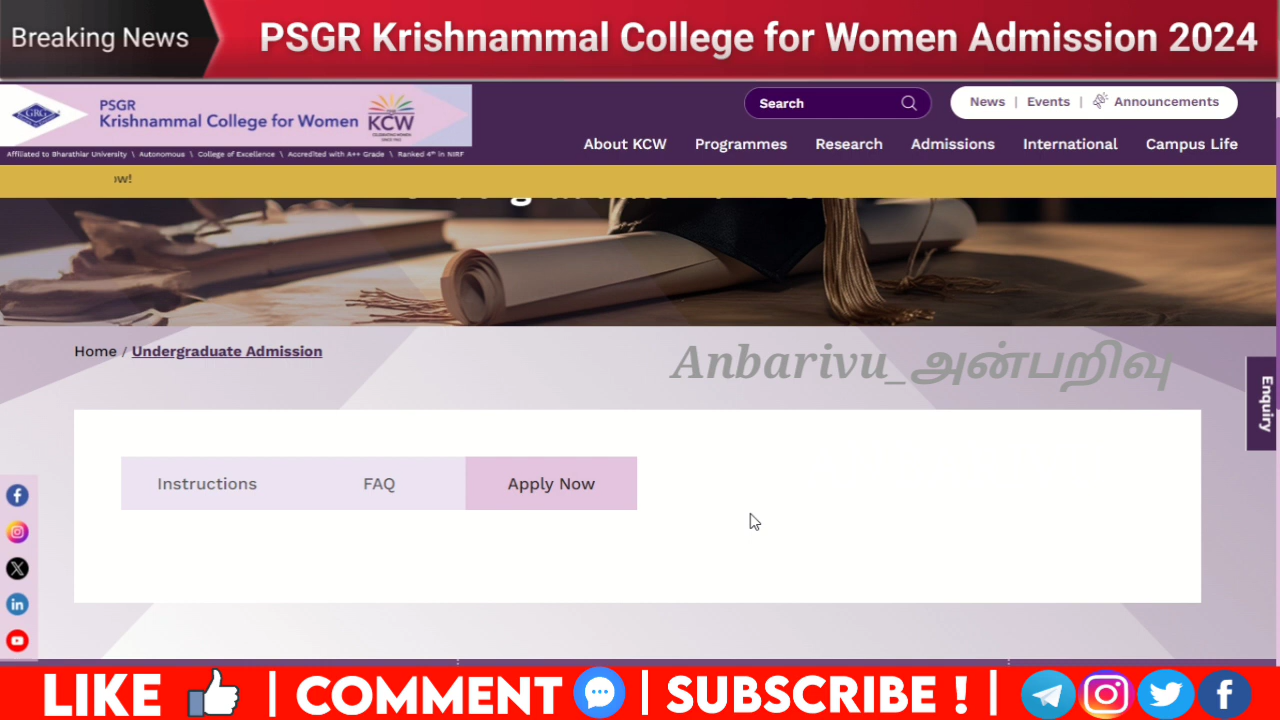 Breaking News
PSGR Krishnammal College for Women Admission 2024
GRG
PSGR
Krishnammal College for Women
KCW
Affiliated to Bharathiar University \ Autonomous \ College of Excellence \ Accredited with A++ Grade \ Ranked 4th in NIRF
Search
News | Events | Announcements
About KCW Programmes Research Admissions International Campus Life
ow!
Home / Undergraduate Admission
Anbarivu_அன்பறிவு
Enquiry
Instructions FAQ Apply Now
LIKE | COMMENT | SUBSCRIBE ! |